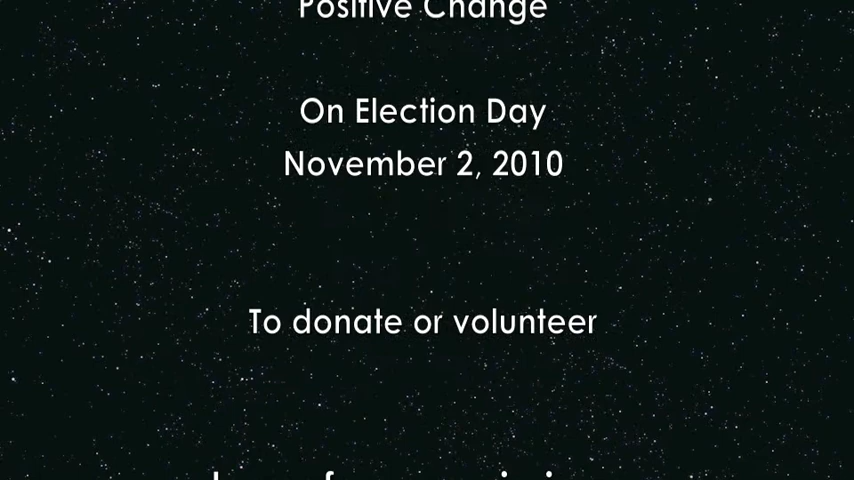 Positive Change
On Election Day
November 2, 2010
To donate or volunteer